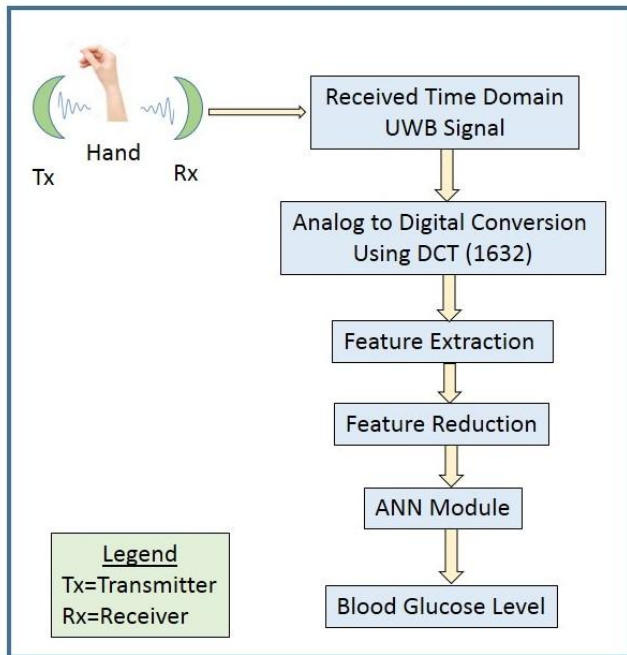 Hand
Tx
Rx
Received Time Domain
UWB Signal
Analog to Digital Conversion
Using DCT (1632)
Feature Extraction
Feature Reduction
ANN Module
Blood Glucose Level
Legend
Tx=Transmitter
Rx=Receiver